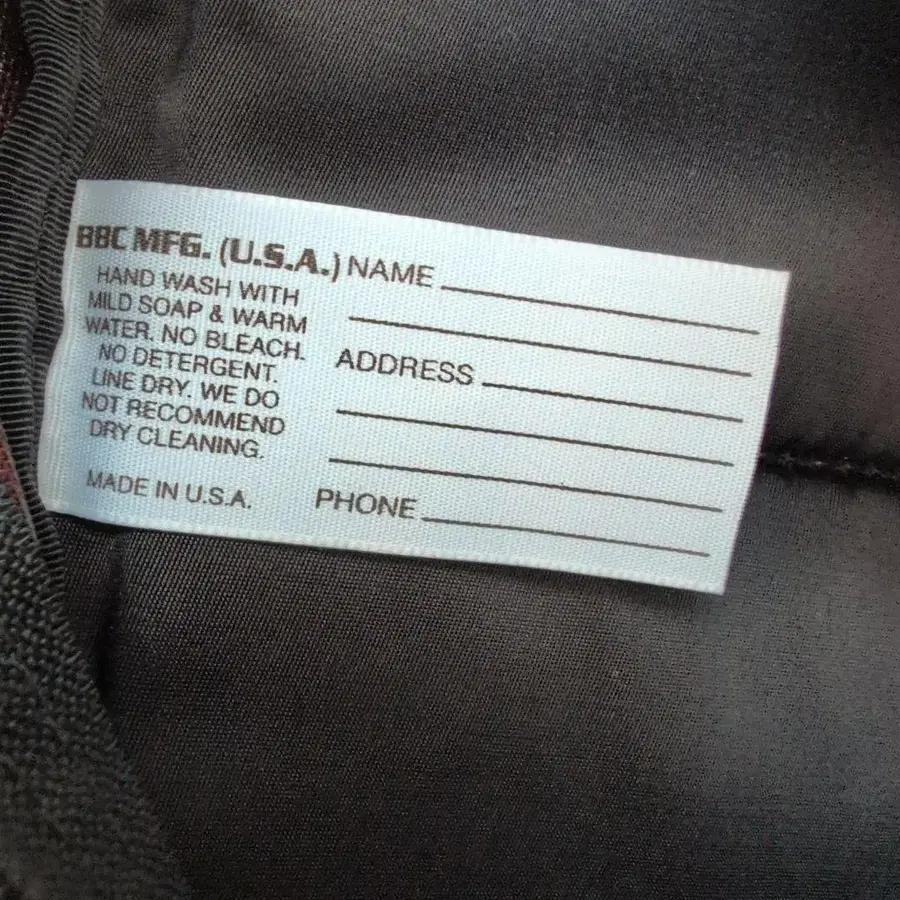 BBC MFG. (U.S.A.)
HAND WASH WITH
MILD SOAP & WARM
WATER. NO BLEACH.
NO DETERGENT.
LINE DRY. WE DO
NOT RECOMMEND
DRY CLEANING.
MADE IN U.S.A.
NAME
ADDRESS
PHONE